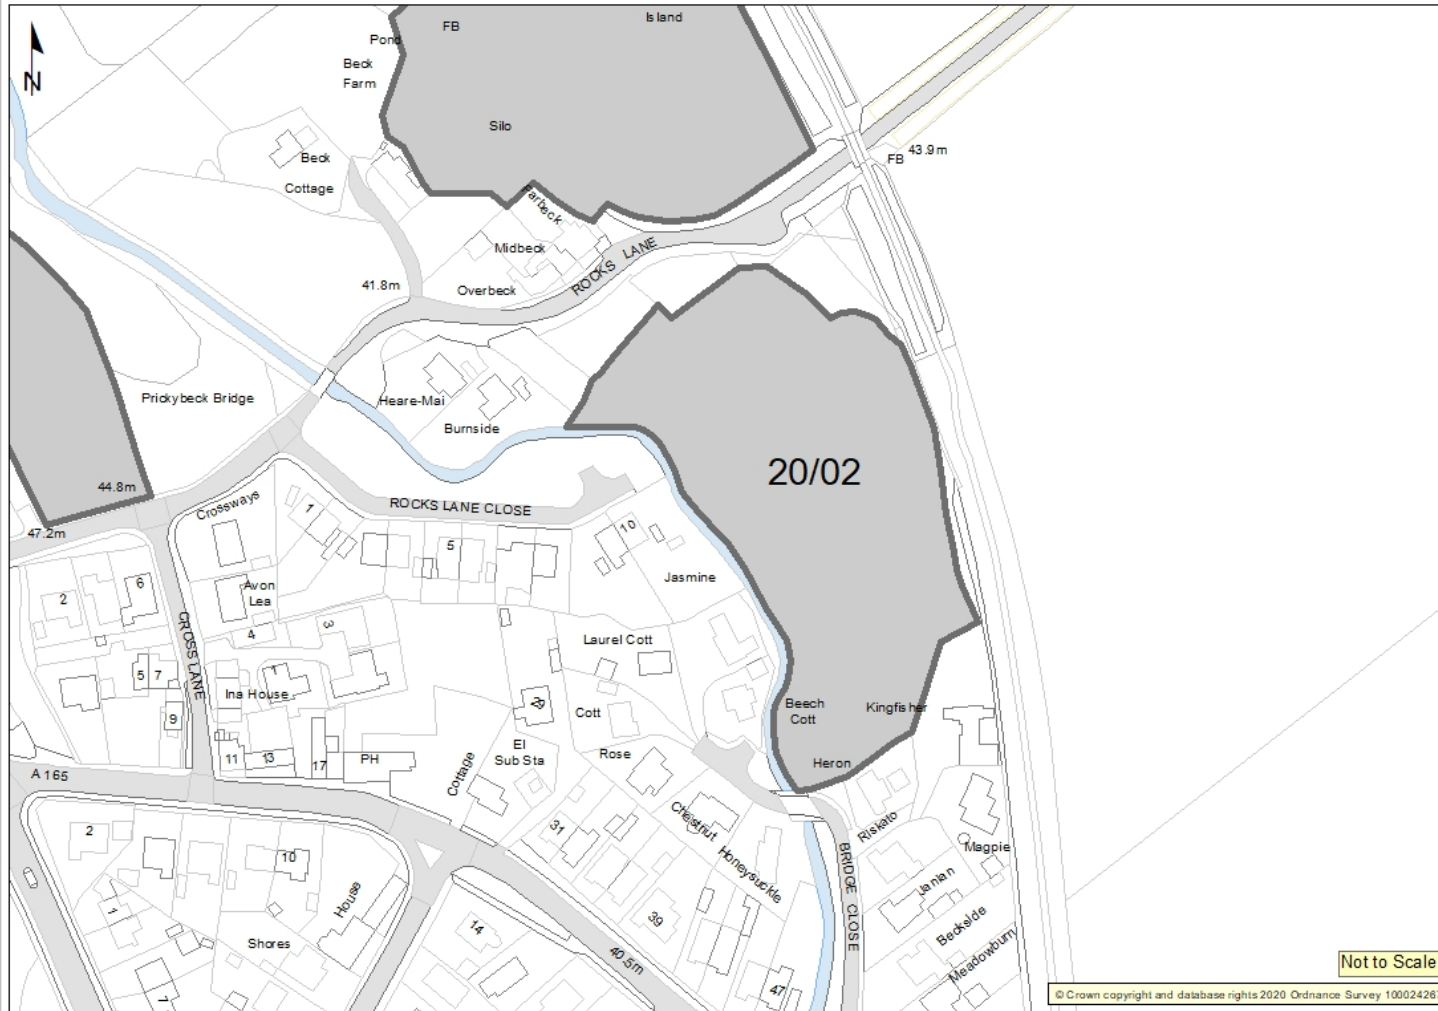 Island
FB
Pond
Beck
Farm
N
Silo
FB 43.9m
Beck
Cottage
Farbeck
Midbeck
ROCKS LANE
41.8m
Overbeck
Prickybeck Bridge
Heare-Mai
Burnside
20/02
44.8m
Crossways
1
ROCKS LANE CLOSE
47.2m
10
5
Jasmine
6
2
Avon
Lea
CROSS LANE
4
3
Laurel Cott
5 7
1
Ina House
29
9
Cott
Beech
Cott
Kingfisher
El
Sub Sta
Rose
11
13
17
PH
Heron
A 165
Cottage
Chestnut
Riskato
2
31
Magpie
10
Honeysuckle
BRIDGE CLOSE
Janian
House
1
39
14
Beckside
Shores
40.5m
Meadowburn
7
47
Not to Scale
© Crown copyright and database rights 2020 Ordnance Survey 10002426